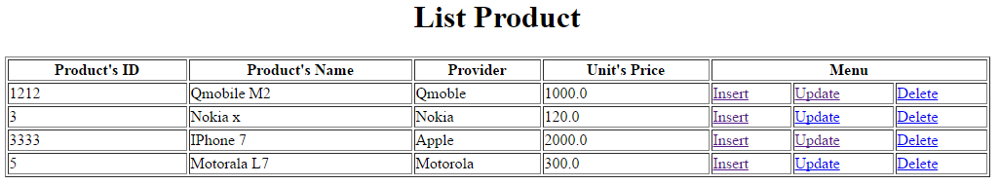 List Product
Product's ID Product's Name Provider Unit's Price Menu
1212 Qmobile M2 Qmoble 1000.0 Insert Update Delete
3 Nokia x Nokia 120.0 Insert Update Delete
3333 IPhone 7 Apple 2000.0 Insert Update Delete
5 Motorala L7 Motorola 300.0 Insert Update Delete